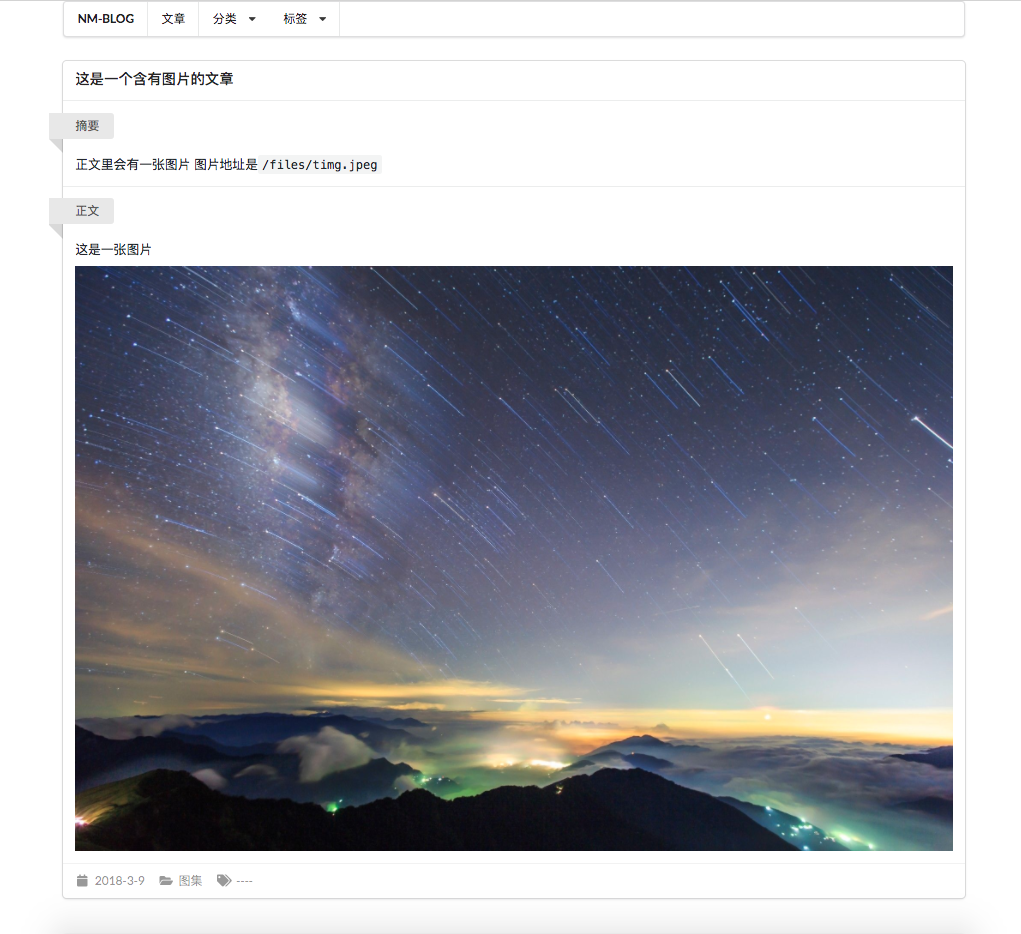 NM-BLOG 文章 分类 标签
这是一个含有图片的文章
摘要
正文里会有一张图片 图片地址是 /files/timg.jpeg
正文
这是一张图片
2018-3-9 图集 ----